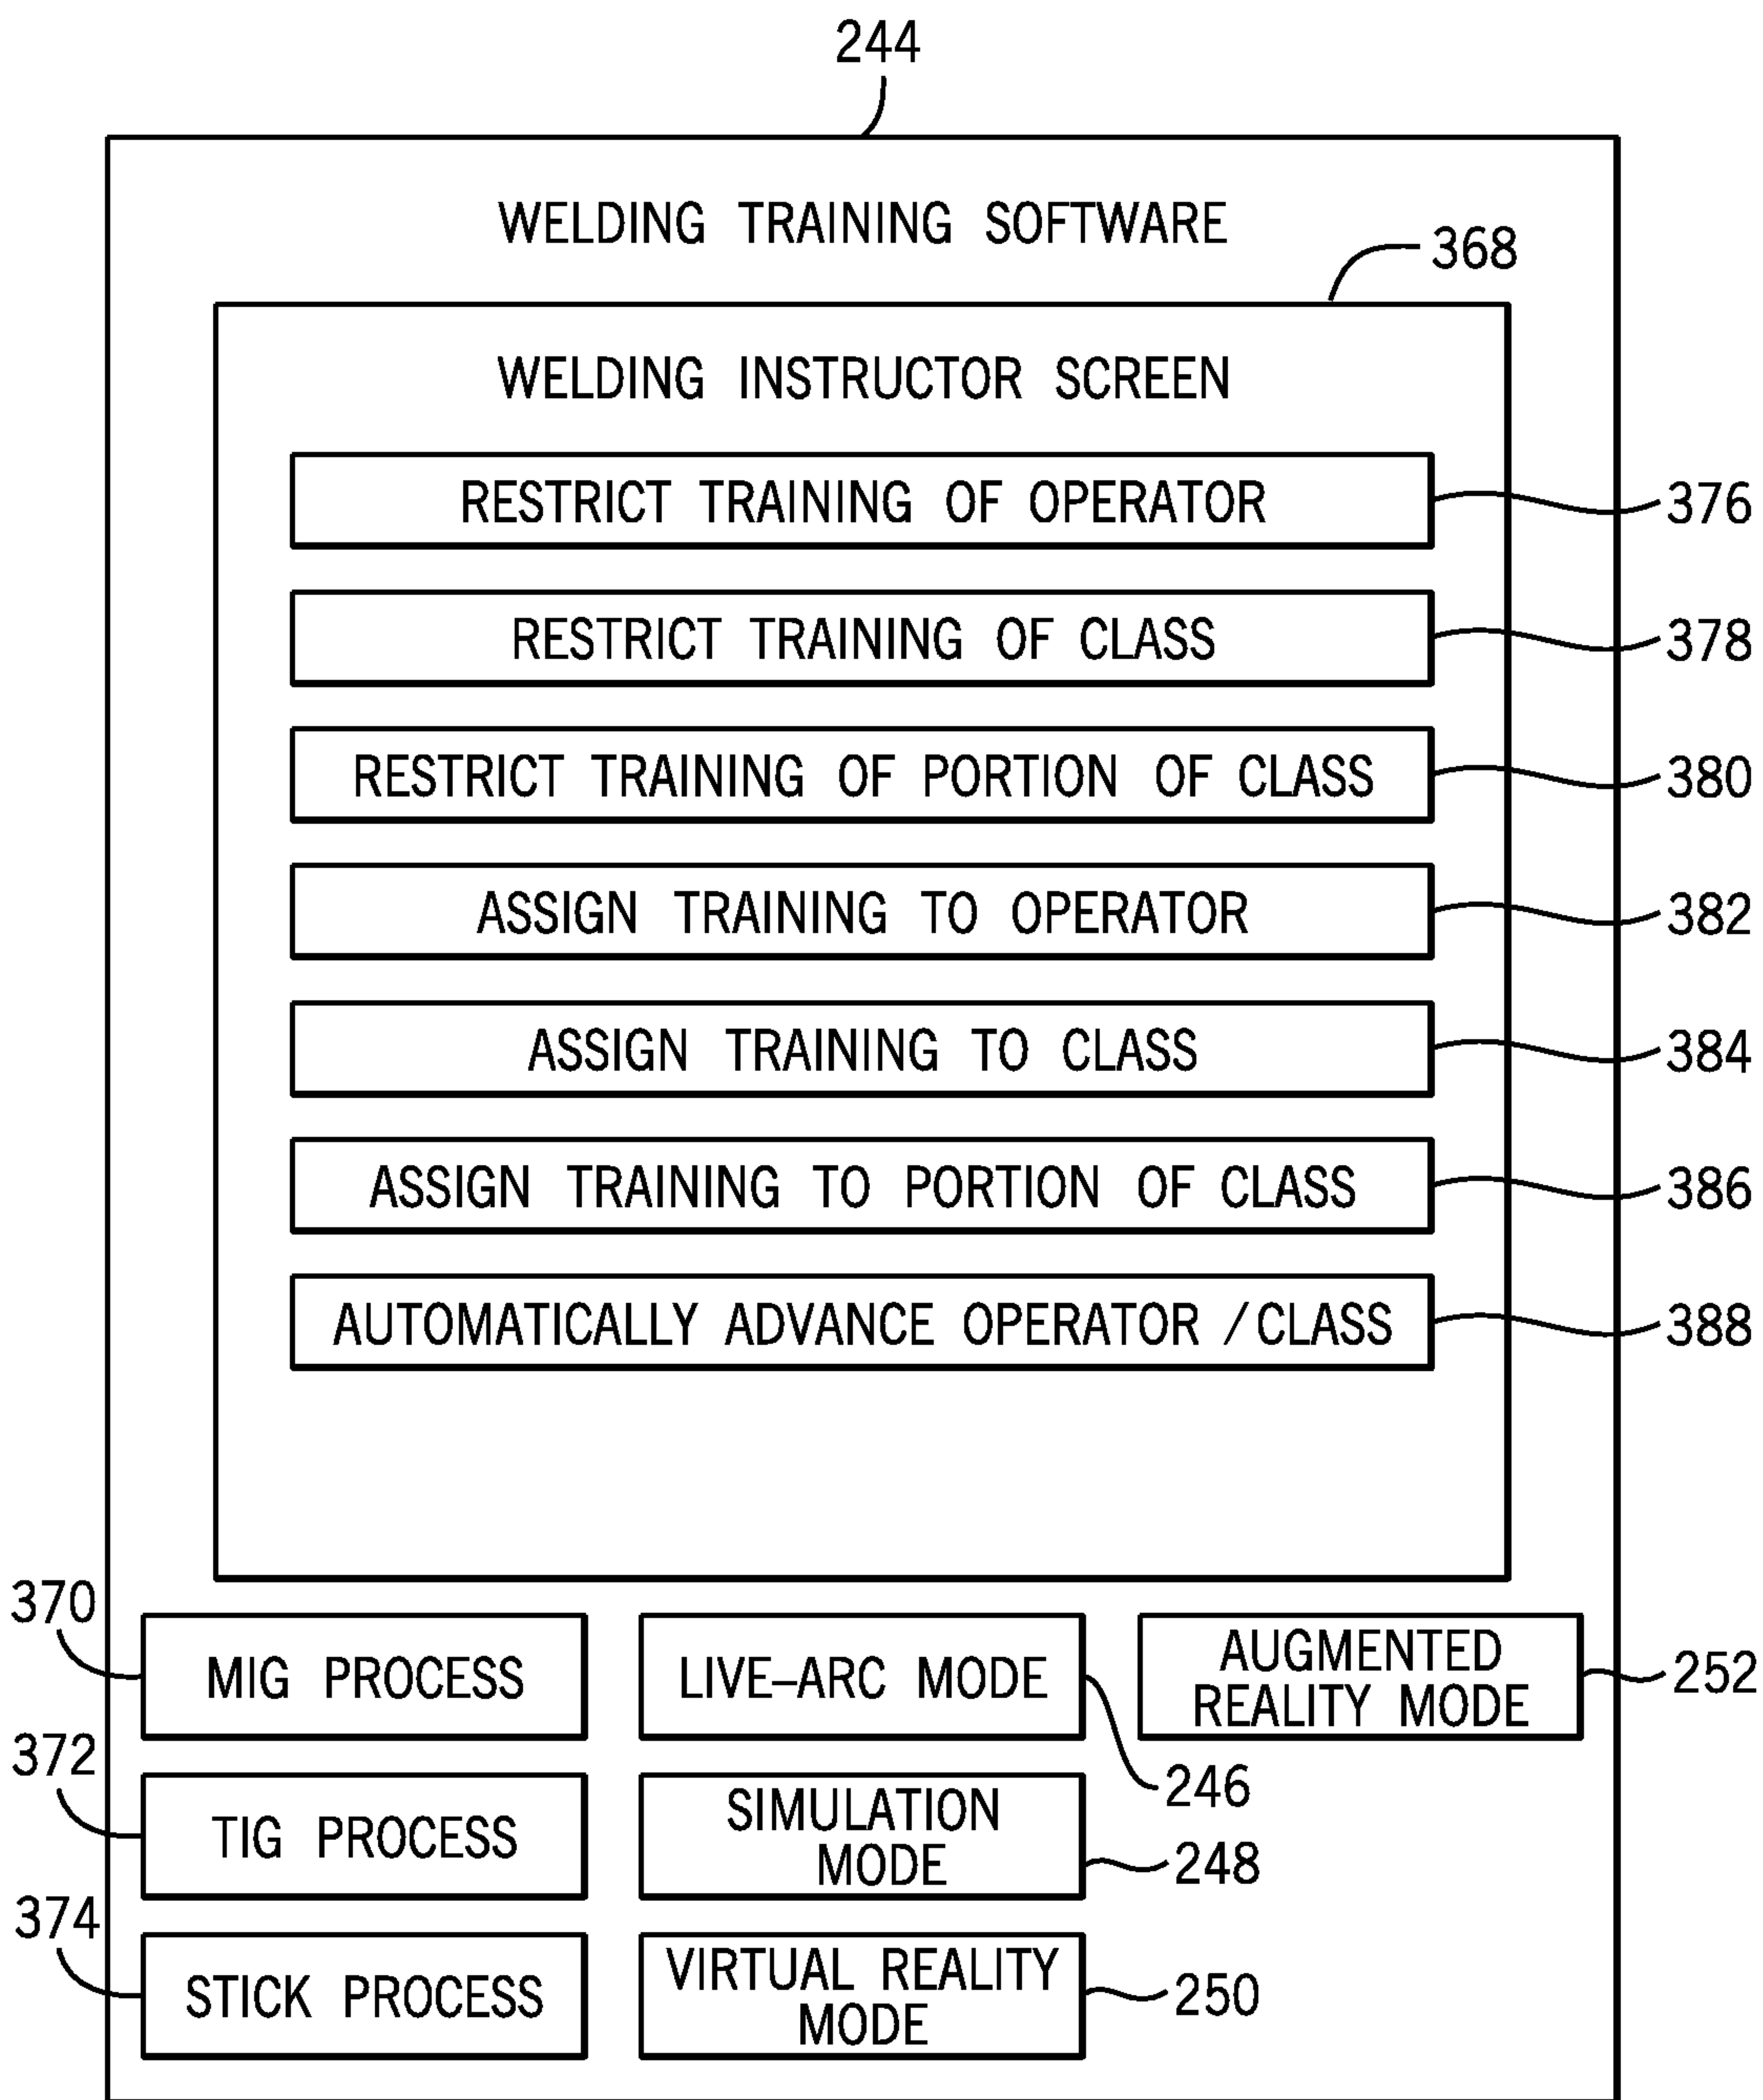 244
WELDING TRAINING SOFTWARE
368
WELDING INSTRUCTOR SCREEN
RESTRICT TRAINING OF OPERATOR
376
RESTRICT TRAINING OF CLASS
378
RESTRICT TRAINING OF PORTION OF CLASS
380
ASSIGN TRAINING TO OPERATOR
382
ASSIGN TRAINING TO CLASS
384
ASSIGN TRAINING TO PORTION OF CLASS
386
AUTOMATICALLY ADVANCE OPERATOR /CLASS
388
370
MIG PROCESS
LIVE–ARC MODE
AUGMENTED
REALITY MODE
252
372
246
TIG PROCESS
SIMULATION
MODE
248
374
STICK PROCESS
VIRTUAL REALITY
MODE
250